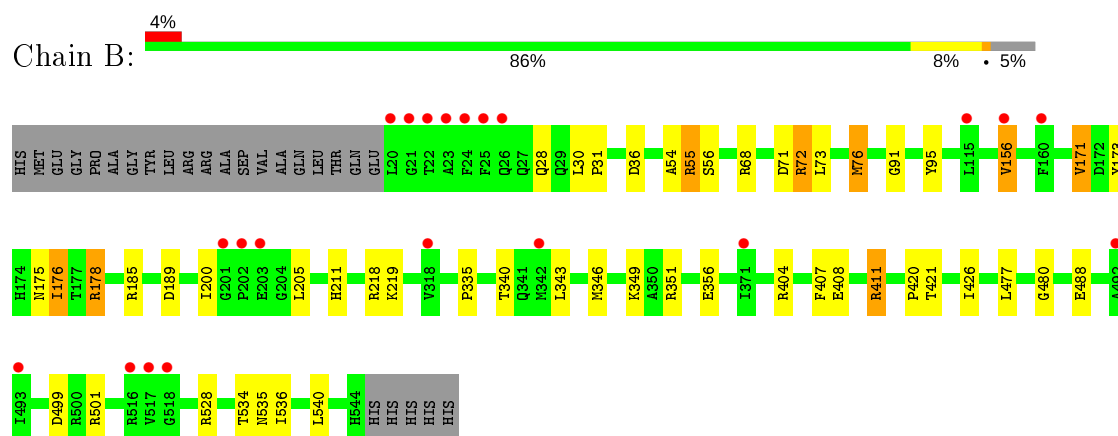 4%
Chain B:
86% 8% • 5%
HIS MET GLU GLY PRO ALA GLY TYR LEU ARG ARG ALA SEP VAL ALA GLN LEU THR GLN GLU L20 G21 T22 A23 F24 F25 Q26 Q27 Q28 Q29 L30 P31 D36 A54 R55 S56 R68 D71 R72 L73 M76 G91 Y95 L115 V156 F160 V171 D172 Y173
H174 N175 I176 T177 R178 R185 D189 I200 G201 P202 E203 G204 L205 H211 R218 K219 V318 P335 T340 Q341 M342 L343 M346 K349 A350 R351 E356 I371 R404 F407 E408 R411 P420 T421 I426 L477 G480 E488 A492
I493 D499 R500 R501 R516 V517 G518 R528 T534 N535 I536 L540 H544 HIS HIS HIS HIS HIS